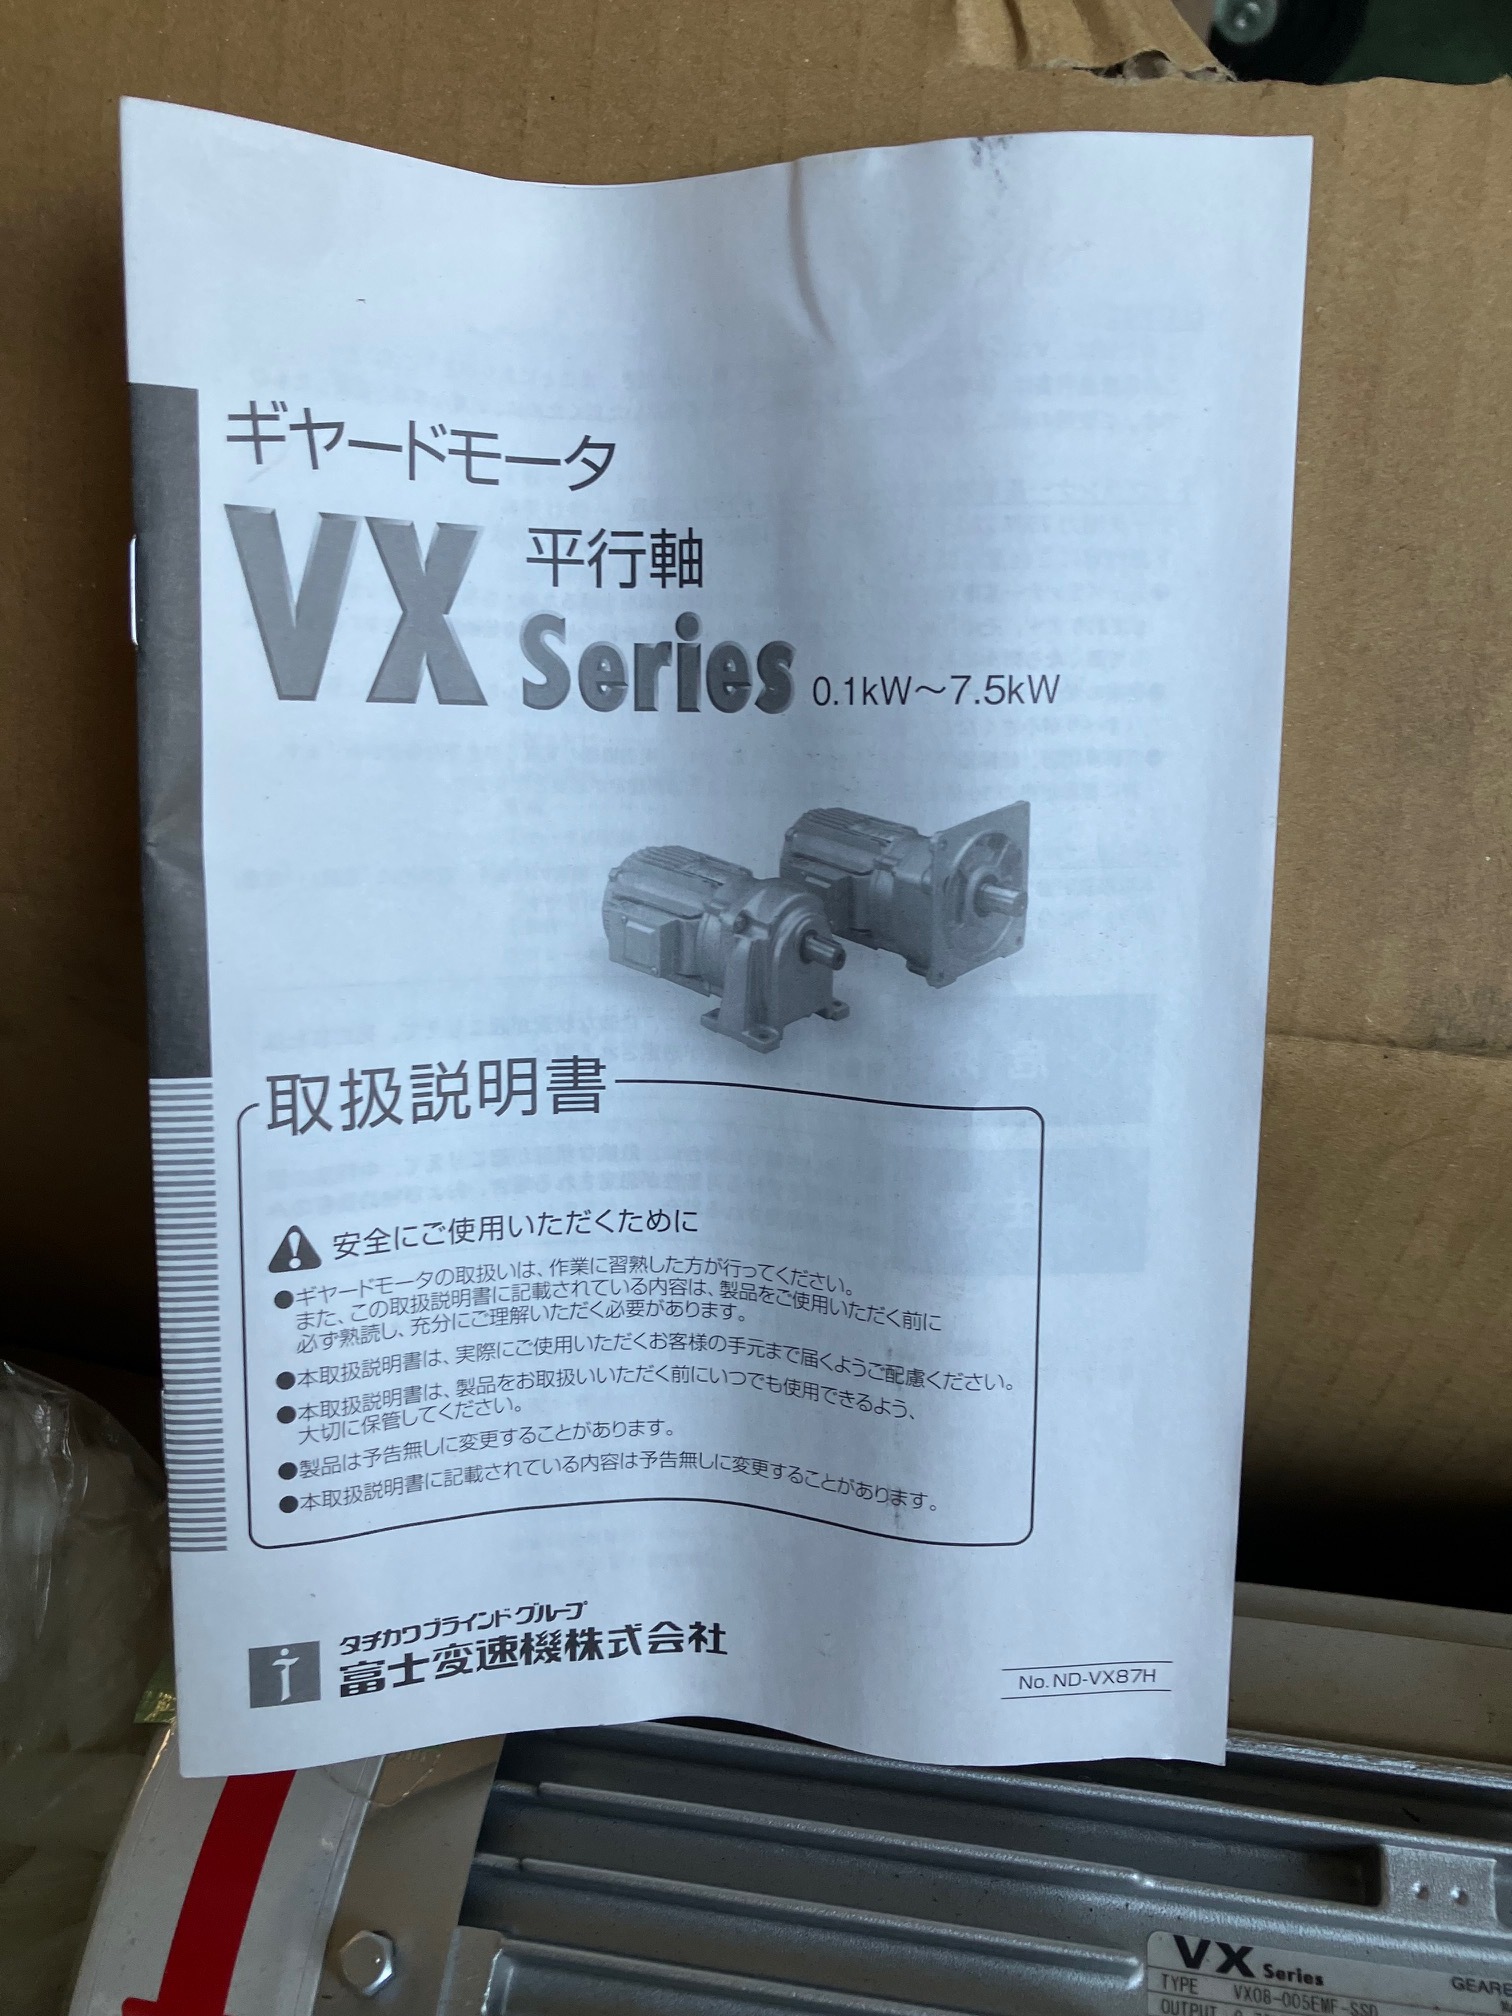 ギヤードモータ
VX 平行軸
Series 0.1kW～7.5kW
取扱説明書
安全にご使用いただくために
●ギヤードモータの取扱いは、作業に習熟した方が行ってください。
また、この取扱説明書に記載されている内容は、製品をご使用いただく前に
必ず熟読し、充分にご理解いただく必要があります。
●本取扱説明書は、実際にご使用いただくお客様の手元まで届くようご配慮ください。
●本取扱説明書は、製品をお取扱いいただく前にいつでも使用できるよう、
大切に保管してください。
●製品は予告無しに変更することがあります。
●本取扱説明書に記載されている内容は予告無しに変更することがあります。
タチカワブラインドグループ
富士変速機株式会社
No. ND-VX87H
VX Series
TYPE VX08-005EMF
OUTPUT